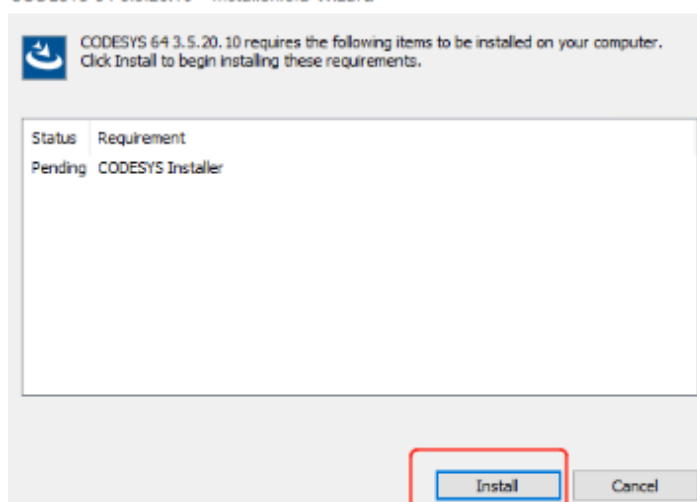 CODESYS 64 3.5.20.10 requires the following items to be installed on your computer.
Click Install to begin installing these requirements.
Status Requirement
Pending CODESYS Installer
Install Cancel